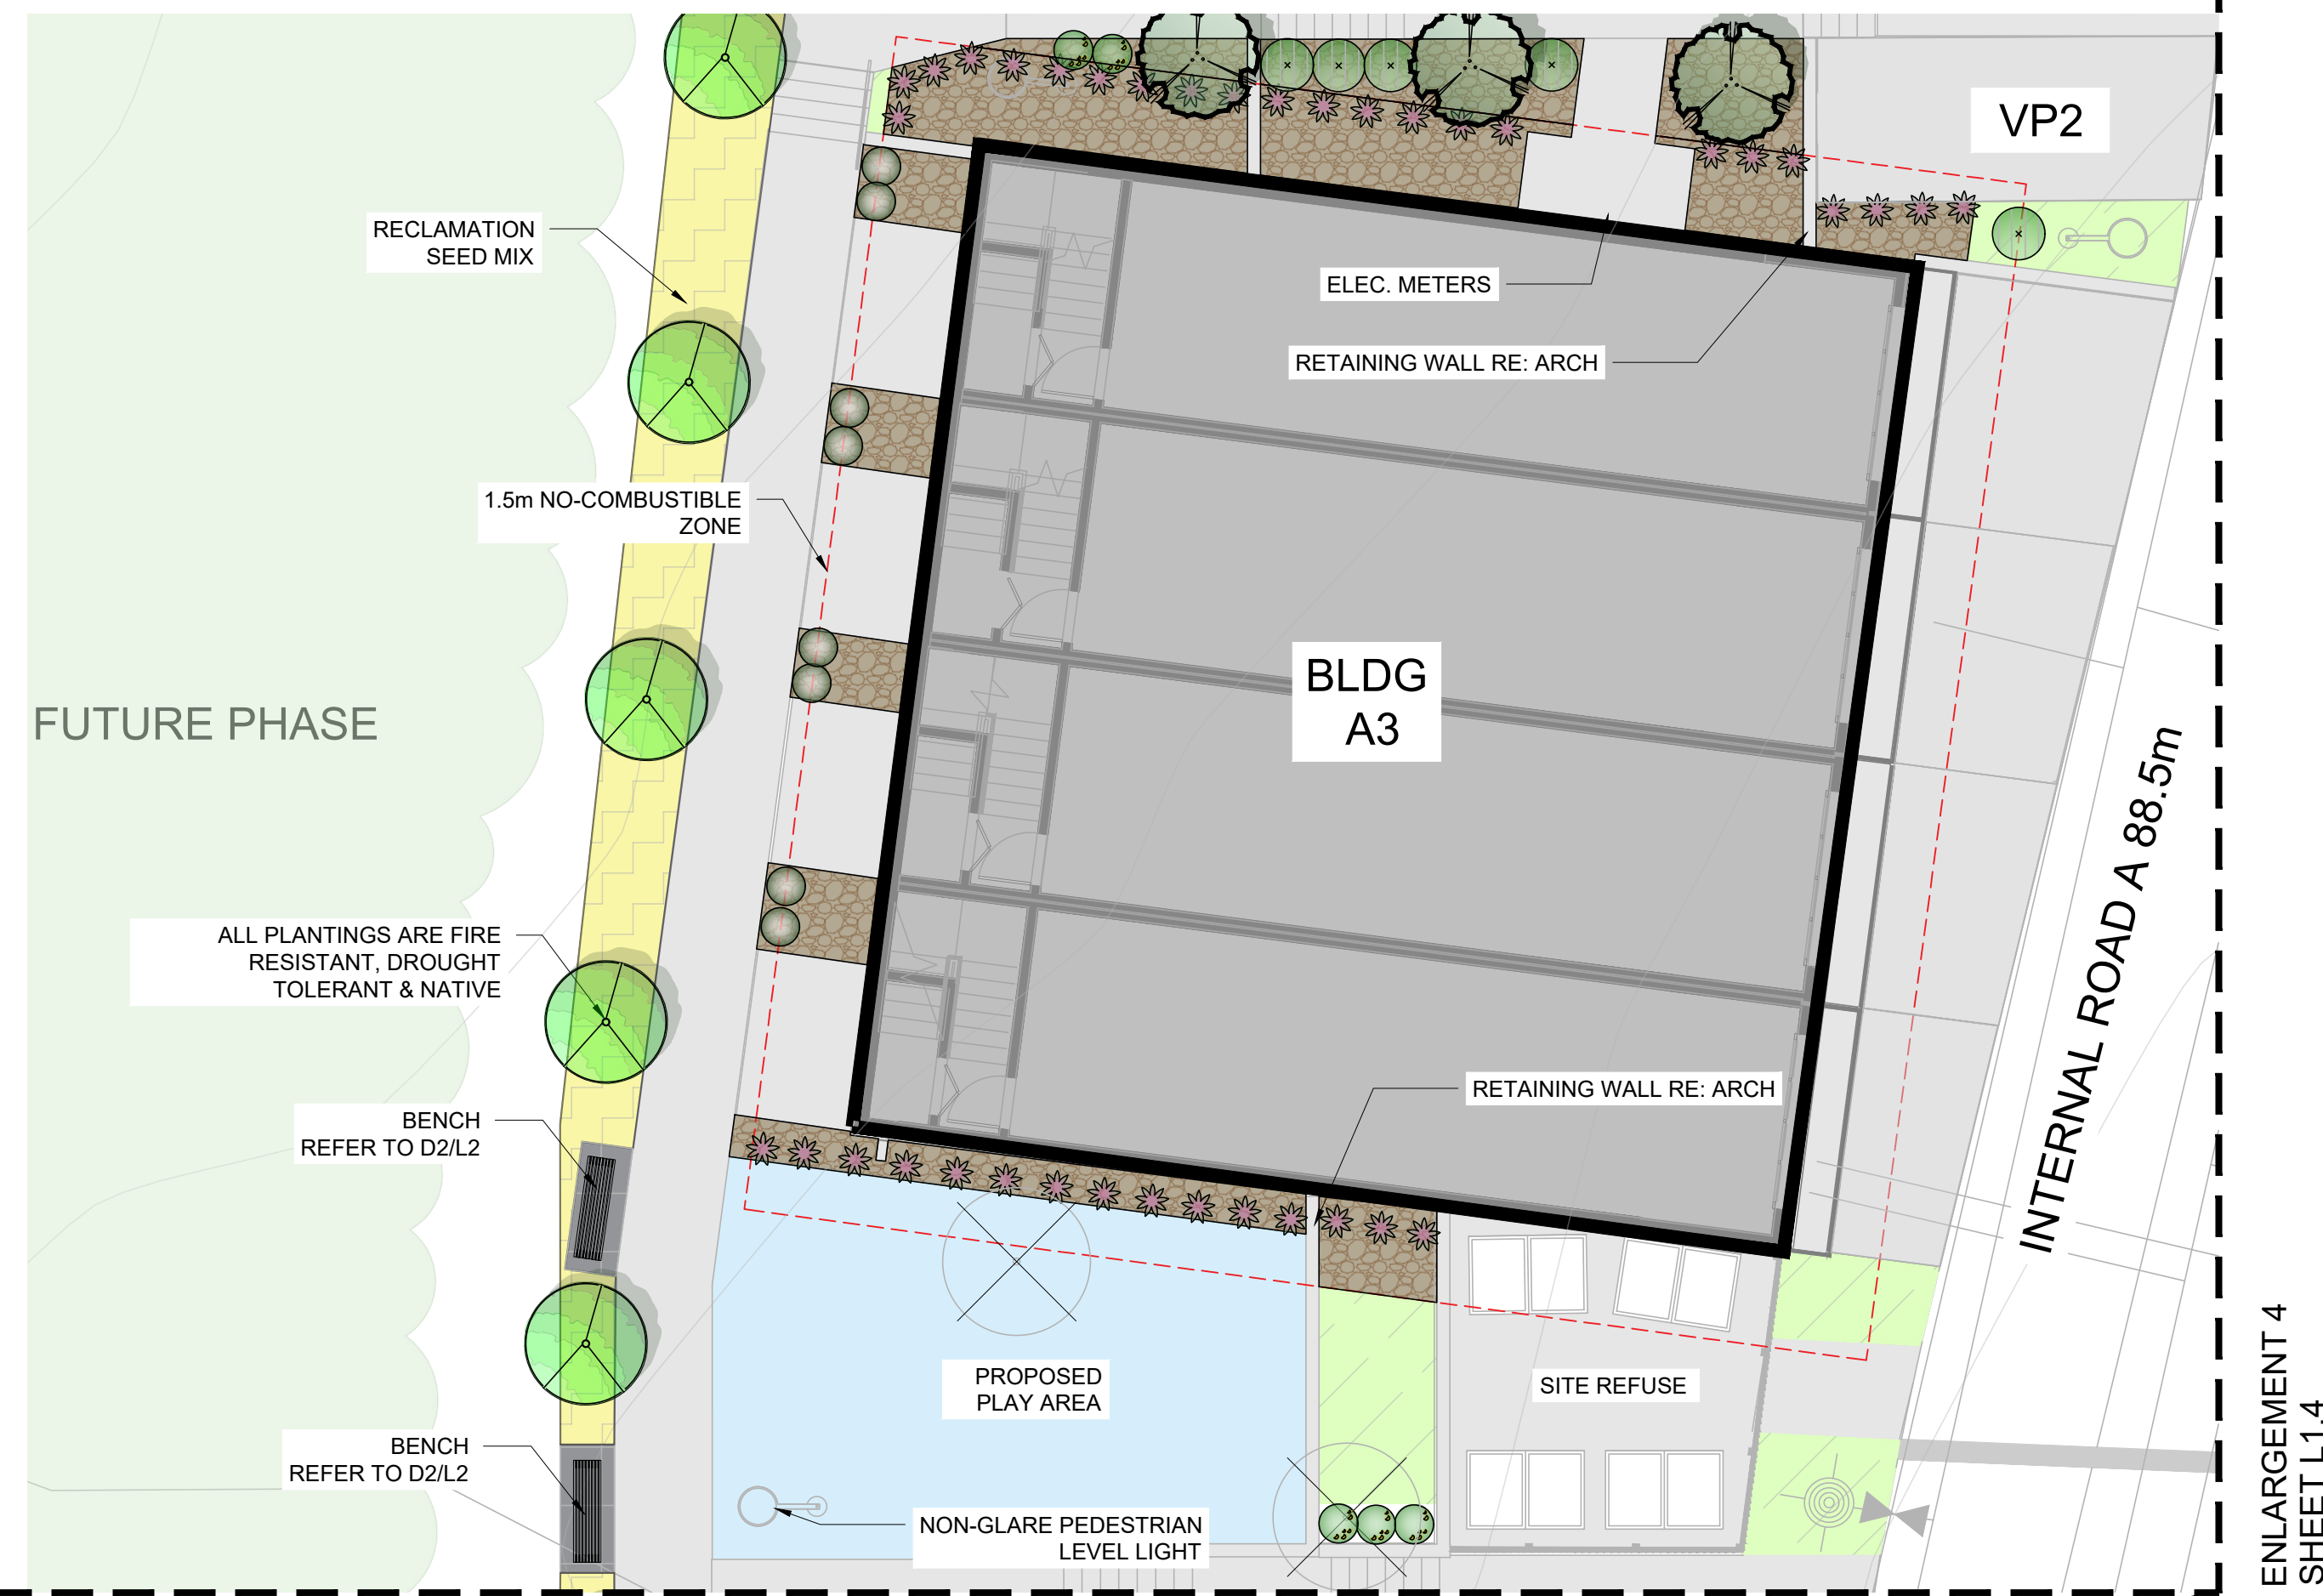 VP2
RECLAMATION
SEED MIX
ELEC. METERS
RETAINING WALL RE: ARCH
1.5m NO-COMBUSTIBLE
ZONE
BLDG
A3
FUTURE PHASE
INTERNAL ROAD A 88.5m
ALL PLANTINGS ARE FIRE
RESISTANT, DROUGHT
TOLERANT & NATIVE
RETAINING WALL RE: ARCH
BENCH
REFER TO D2/L2
PROPOSED
PLAY AREA
SITE REFUSE
BENCH
REFER TO D2/L2
NON-GLARE PEDESTRIAN
LEVEL LIGHT
ENLARGEMENT 4
SHEET L1.4